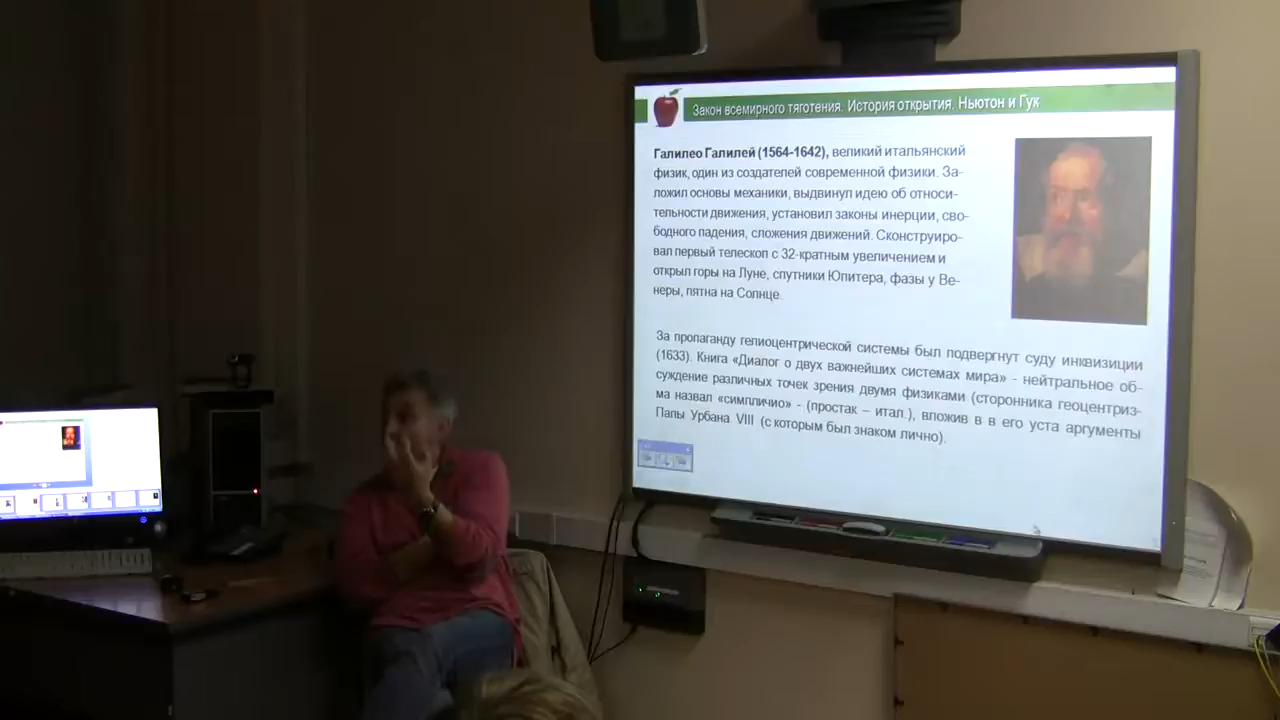 Закон всемирного тяготения. История открытия. Ньютон и Гук
Галилео Галилей (1564-1642), великий итальянский
физик, один из создателей современной физики. За-
ложил основы механики, выдвинул идею об относи-
тельности движения, установил законы инерции, сво-
бодного падения, сложения движений. Сконструиро-
вал первый телескоп с 32-кратным увеличением и
открыл горы на Луне, спутники Юпитера, фазы у Ве-
неры, пятна на Солнце.
За пропаганду гелиоцентрической системы был подвергнут суду инквизиции
(1633). Книга «Диалог о двух важнейших системах мира» - нейтральное об-
суждение различных точек зрения двумя физиками (сторонника геоцентриз-
ма назвал «симпличио» - (простак – итал.), вложив в в его уста аргументы
Папы Урбана VIII (с которым был знаком лично).